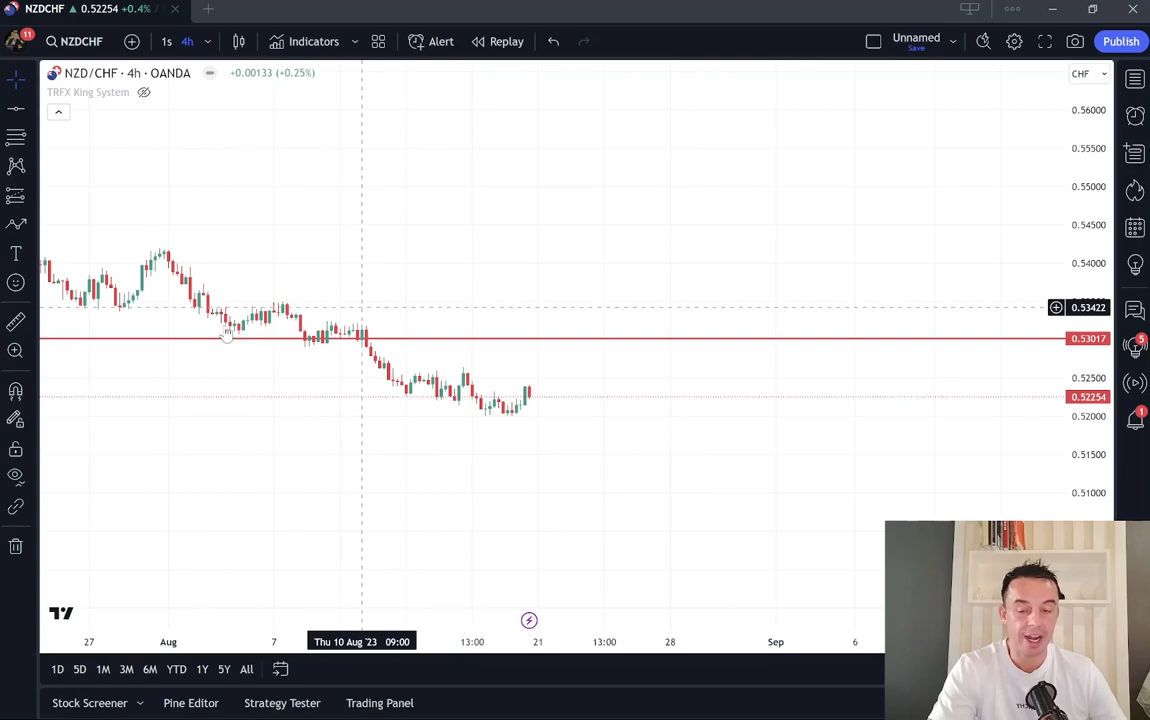 NZDCHF ▲ 0.52254 +0.4% /
11
NZDCHF
1s
4h
Indicators
Alert
Replay
Unnamed
Save
Publish
NZD/CHF · 4h · OANDA
+0.00133 (+0.25%)
CHF
TRFX King System
0.56000
0.55500
0.55000
0.54500
0.54000
0.53422
0.53017
0.52500
0.52254
0.52000
0.51500
0.51000
5
1
27
Aug
7
Thu 10 Aug '23 09:00
13:00
21
13:00
28
Sep
6
1D 5D 1M 3M 6M YTD 1Y 5Y All
Stock Screener
Pine Editor
Strategy Tester
Trading Panel